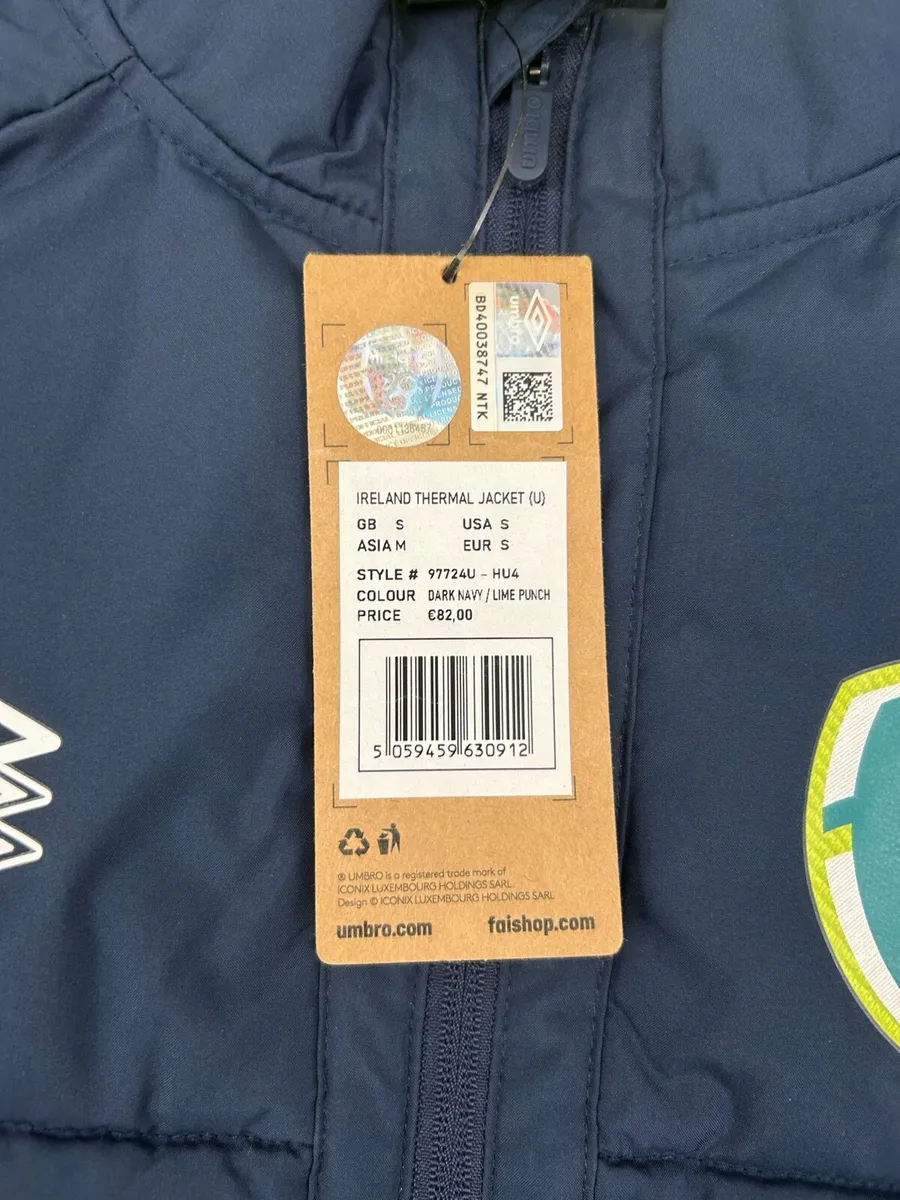 umbro
umbro
BD40038747 NTK
IRELAND THERMAL JACKET (U)
GB S USA S
ASIA M EUR S
STYLE # 97724U - HU4
COLOUR DARK NAVY / LIME PUNCH
PRICE €82,00
5 059459 630912
® UMBRO is a registered trade mark of
ICONIX LUXEMBOURG HOLDINGS SARL.
Design © ICONIX LUXEMBOURG HOLDINGS SARL
umbro.com faishop.com